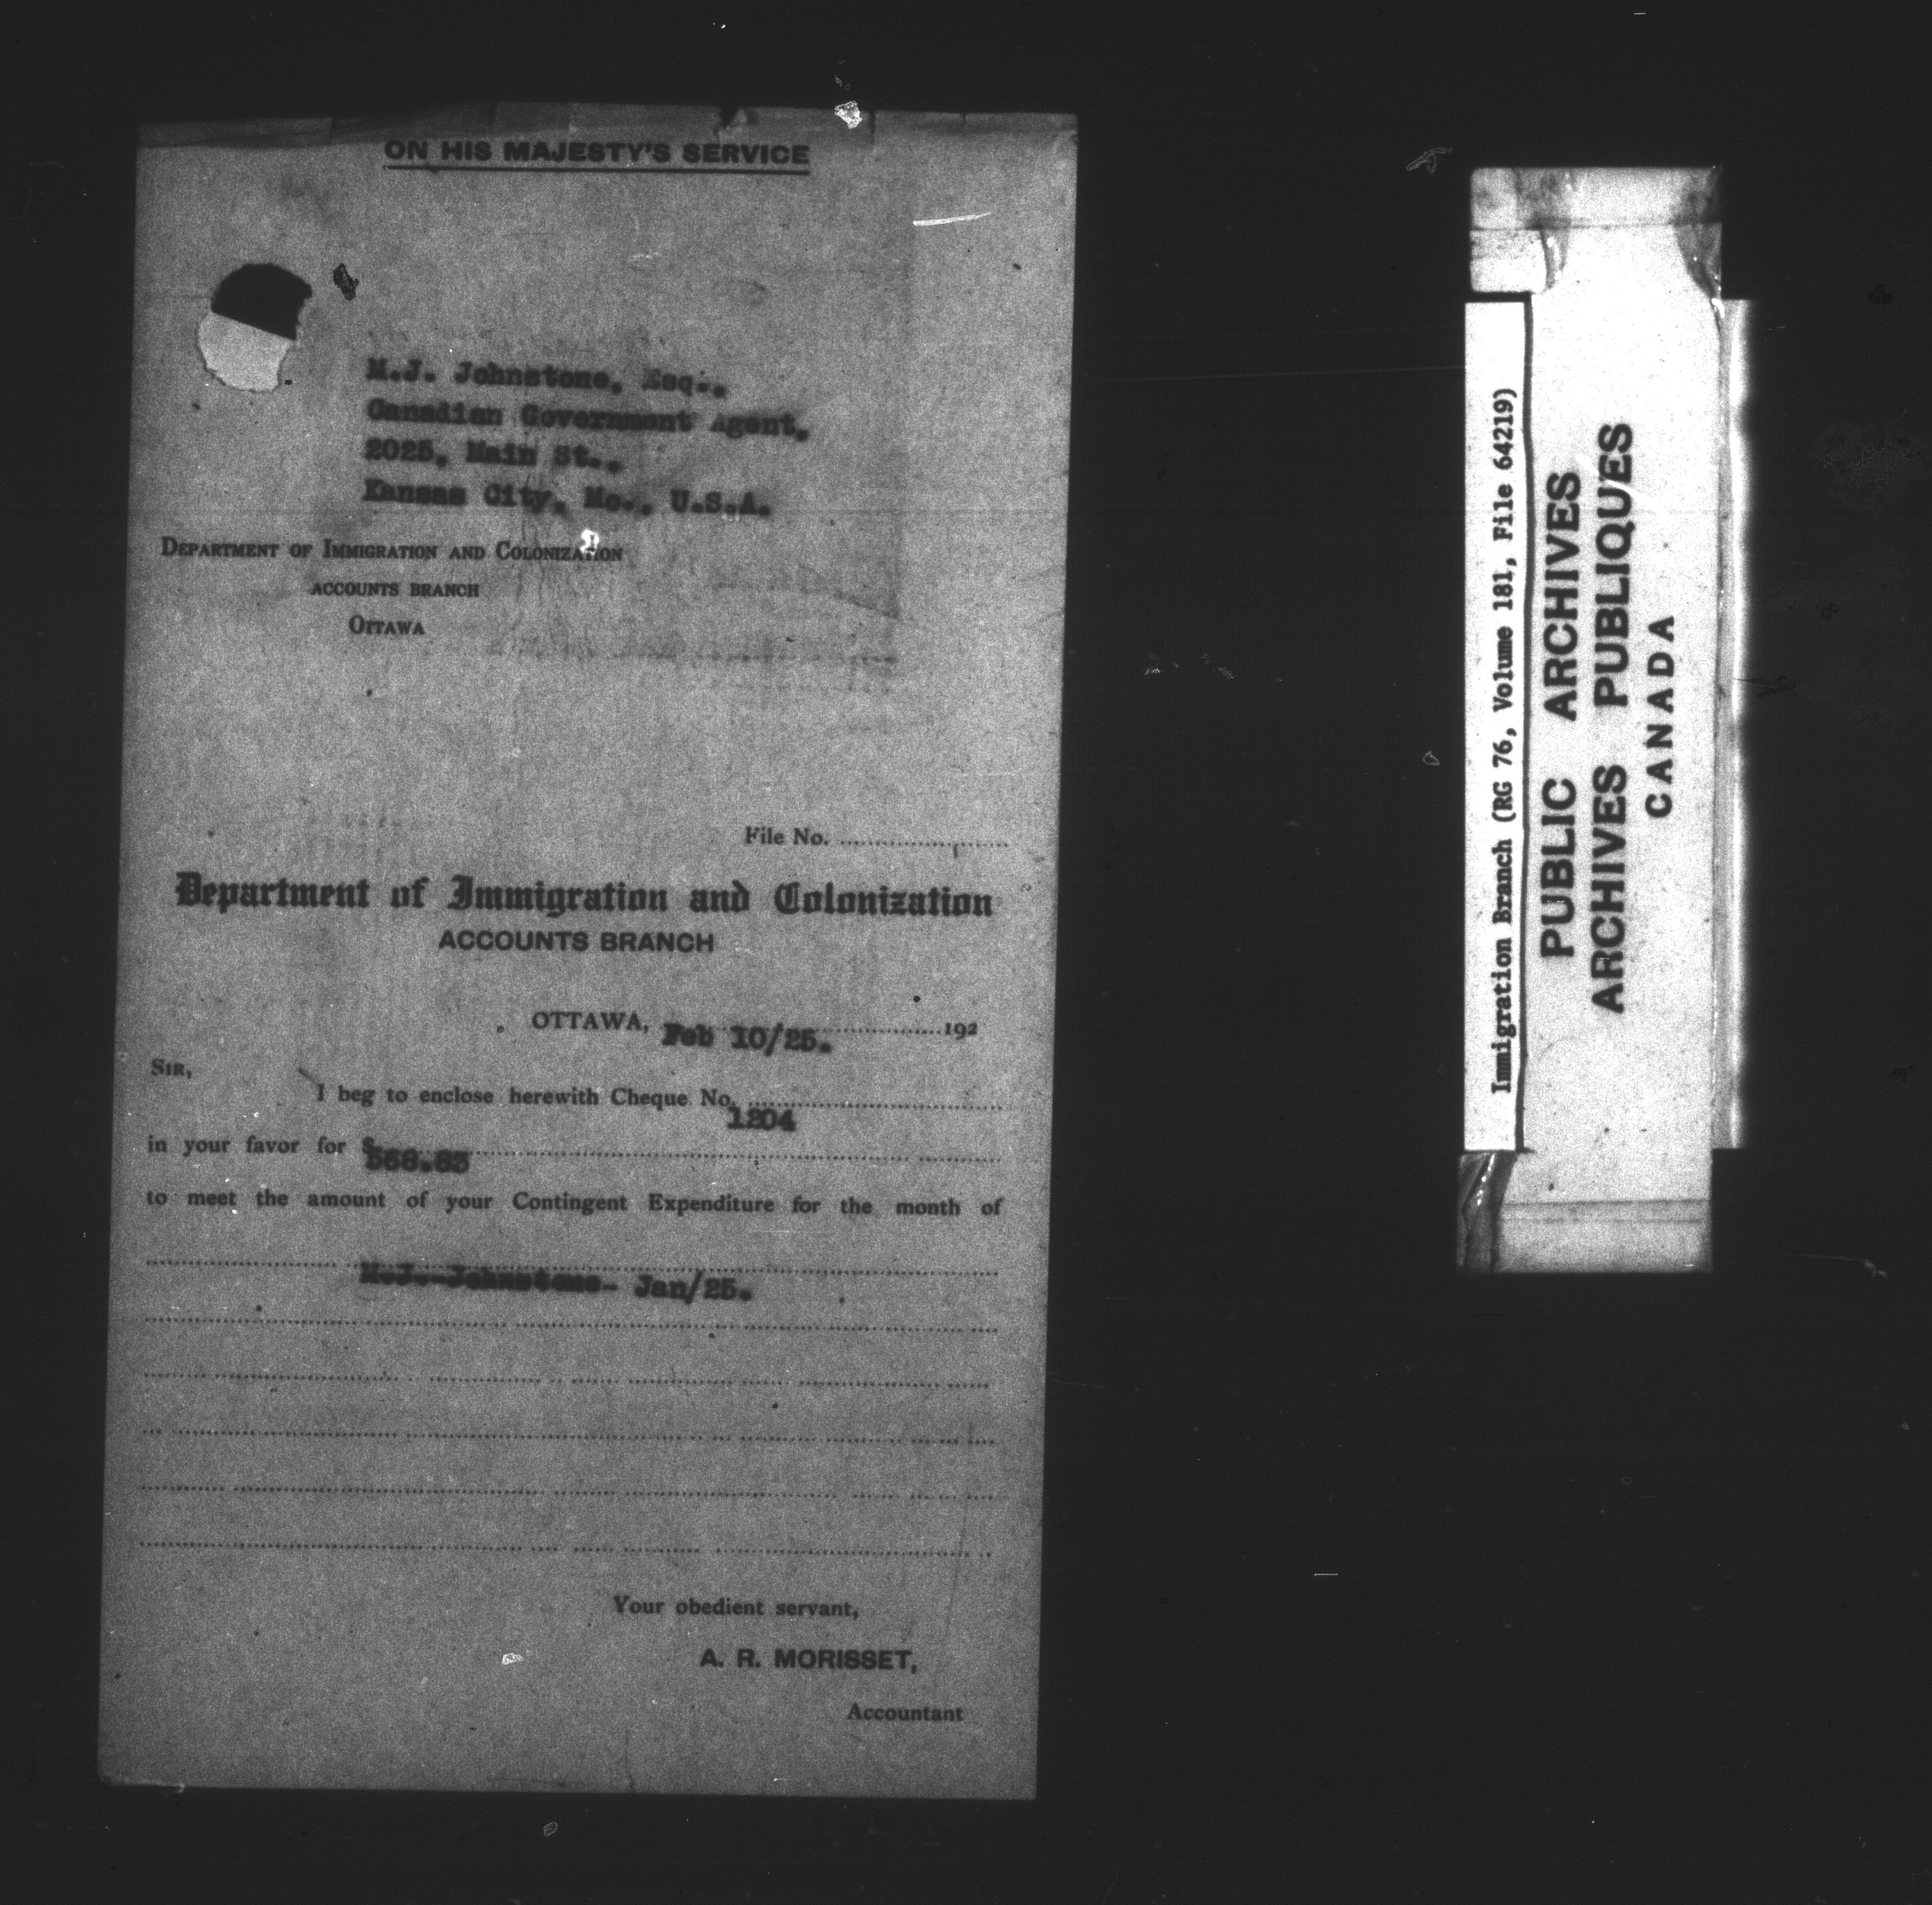 ON HIS MAJESTY'S SERVICE
M.J. Johnstone, Esq.,
Canadian Government Agent,
2025, Main St.,
Kansas City, Mo., U.S.A.
DEPARTMENT OF IMMIGRATION AND COLONIZATION
ACCOUNTS BRANCH
OTTAWA
File No.
Department of Immigration and Colonization
ACCOUNTS BRANCH
OTTAWA, Feb 10/25. 192
SIR,
I beg to enclose herewith Cheque No. 1204
in your favor for $
to meet the amount of your Contingent Expenditure for the month of
M.J.-Johnstone- Jan/25.
Your obedient servant,
A. R. MORISSET,
Accountant
Immigration Branch (RG 76, Volume 181, File 64219)
PUBLIC ARCHIVES
ARCHIVES PUBLIQUES
CANADA